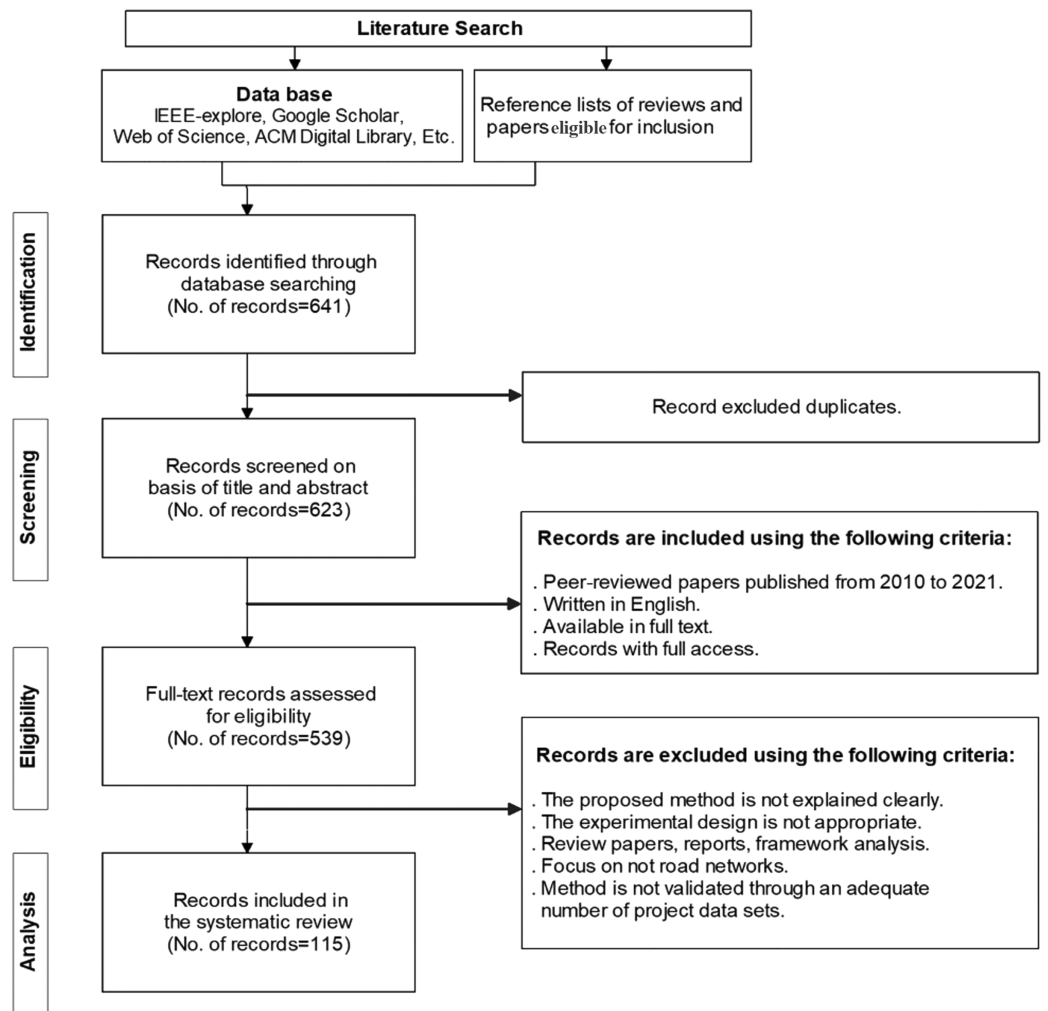 Literature Search
Data base
IEEE-explore, Google Scholar,
Web of Science, ACM Digital Library, Etc.
Reference lists of reviews and
papers eligible for inclusion
Identification
Records identified through
database searching
(No. of records=641)
Record excluded duplicates.
Screening
Records screened on
basis of title and abstract
(No. of records=623)
Records are included using the following criteria:
. Peer-reviewed papers published from 2010 to 2021.
. Written in English.
. Available in full text.
. Records with full access.
Eligibility
Full-text records assessed
for eligibility
(No. of records=539)
Records are excluded using the following criteria:
. The proposed method is not explained clearly.
. The experimental design is not appropriate.
. Review papers, reports, framework analysis.
. Focus on not road networks.
. Method is not validated through an adequate
number of project data sets.
Analysis
Records included in
the systematic review
(No. of records=115)